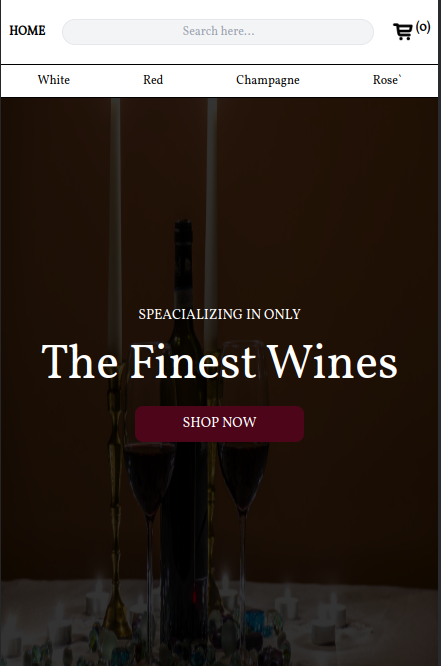 HOME Search here... (0)
White Red Champagne Rose`
SPEACIALIZING IN ONLY
The Finest Wines
SHOP NOW